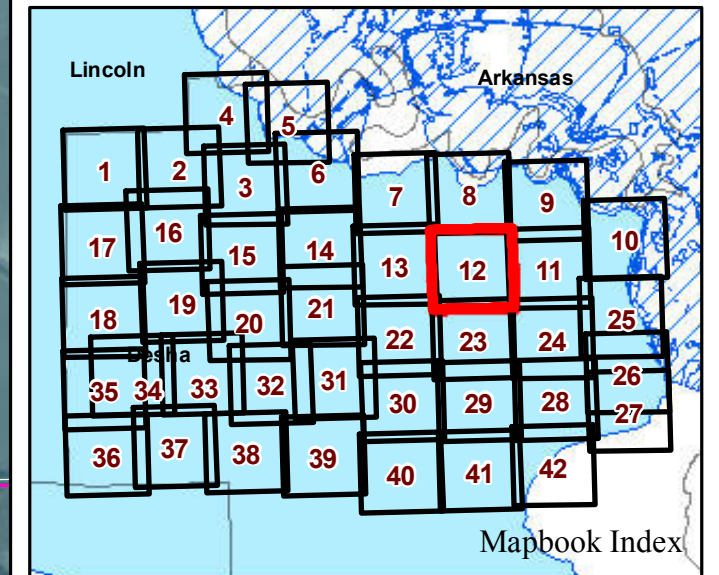 Lincoln
Arkansas
4
5
1 2 3 6 7 8 9
17 16 15 14 13 12 11 10
18 19 20 21 22 23 24 25
Desha
35 34 33 32 31 30 29 28 26
27
36 37 38 39 40 41 42
Mapbook Index